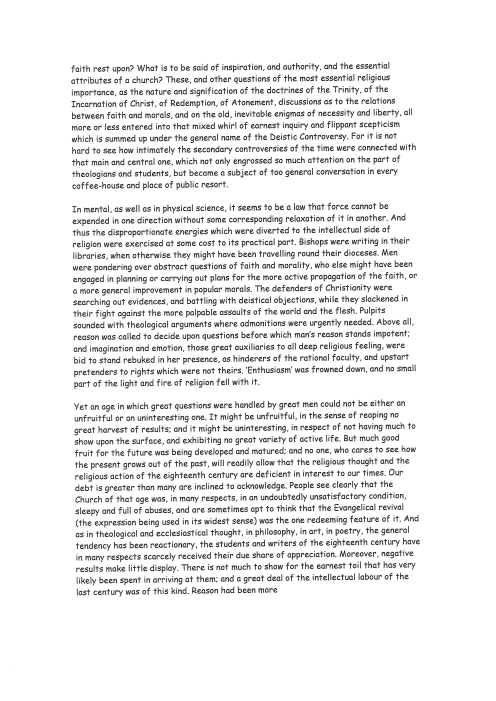 faith rest upon? What is to be said of inspiration, and authority, and the essential
attributes of a church? These, and other questions of the most essential religious
importance, as the nature and signification of the doctrines of the Trinity, of the
Incarnation of Christ, of Redemption, of Atonement, discussions as to the relations
between faith and morals, and on the old, inevitable enigmas of necessity and liberty, all
more or less entered into that mixed whirl of earnest inquiry and flippant scepticism
which is summed up under the general name of the Deistic Controversy. For it is not
hard to see how intimately the secondary controversies of the time were connected with
that main and central one, which not only engrossed so much attention on the part of
theologians and students, but became a subject of too general conversation in every
coffee-house and place of public resort.

In mental, as well as in physical science, it seems to be a law that force cannot be
expended in one direction without some corresponding relaxation of it in another. And
thus the disproportionate energies which were diverted to the intellectual side of
religion were exercised at some cost to its practical part. Bishops were writing in their
libraries, when otherwise they might have been travelling round their dioceses. Men
were pondering over abstract questions of faith and morality, who else might have been
engaged in planning or carrying out plans for the more active propagation of the faith, or
a more general improvement in popular morals. The defenders of Christianity were
searching out evidences, and battling with deistical objections, while they slackened in
their fight against the more palpable assaults of the world and the flesh. Pulpits
sounded with theological arguments where admonitions were urgently needed. Above all,
reason was called to decide upon questions before which man's reason stands impotent;
and imagination and emotion, those great auxiliaries to all deep religious feeling, were
bid to stand rebuked in her presence, as hinderers of the rational faculty, and upstart
pretenders to rights which were not theirs. 'Enthusiasm' was frowned down, and no small
part of the light and fire of religion fell with it.

Yet an age in which great questions were handled by great men could not be either an
unfruitful or an uninteresting one. It might be unfruitful, in the sense of reaping no
great harvest of results; and it might be uninteresting, in respect of not having much to
show upon the surface, and exhibiting no great variety of active life. But much good
fruit for the future was being developed and matured; and no one, who cares to see how
the present grows out of the past, will readily allow that the religious thought and the
religious action of the eighteenth century are deficient in interest to our times. Our
debt is greater than many are inclined to acknowledge. People see clearly that the
Church of that age was, in many respects, in an undoubtedly unsatisfactory condition,
sleepy and full of abuses, and are sometimes apt to think that the Evangelical revival
(the expression being used in its widest sense) was the one redeeming feature of it. And
as in theological and ecclesiastical thought, in philosophy, in art, in poetry, the general
tendency has been reactionary, the students and writers of the eighteenth century have
in many respects scarcely received their due share of appreciation. Moreover, negative
results make little display. There is not much to show for the earnest toil that has very
likely been spent in arriving at them; and a great deal of the intellectual labour of the
last century was of this kind. Reason had been more